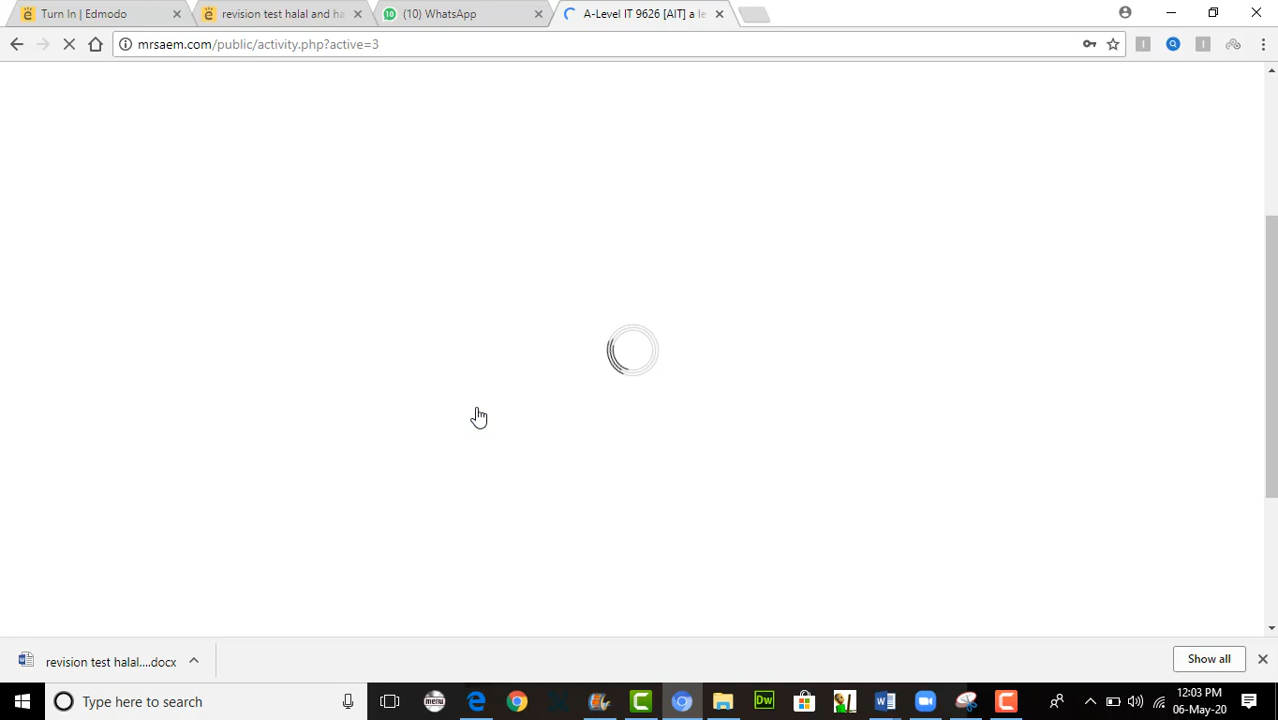 Turn In | Edmodo
revision test halal and ha
(10) WhatsApp
A-Level IT 9626 [AIT] a le
mrsaem.com/public/activity.php?active=3
revision test halal....docx
Show all
Type here to search
menu
Dw
12:03 PM
06-May-20